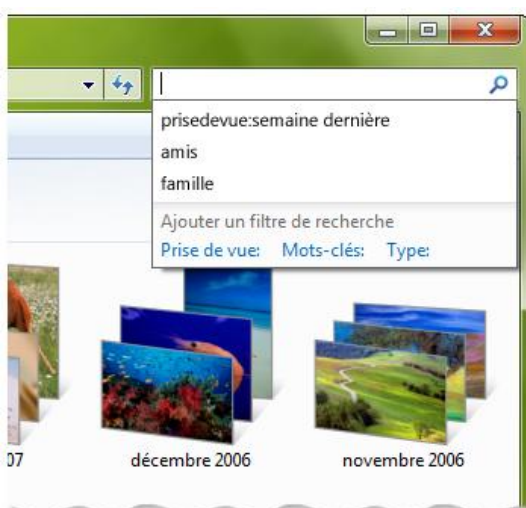 prisedevue:semaine dernière
amis
famille
Ajouter un filtre de recherche
Prise de vue: Mots-clés: Type:
07 décembre 2006 novembre 2006